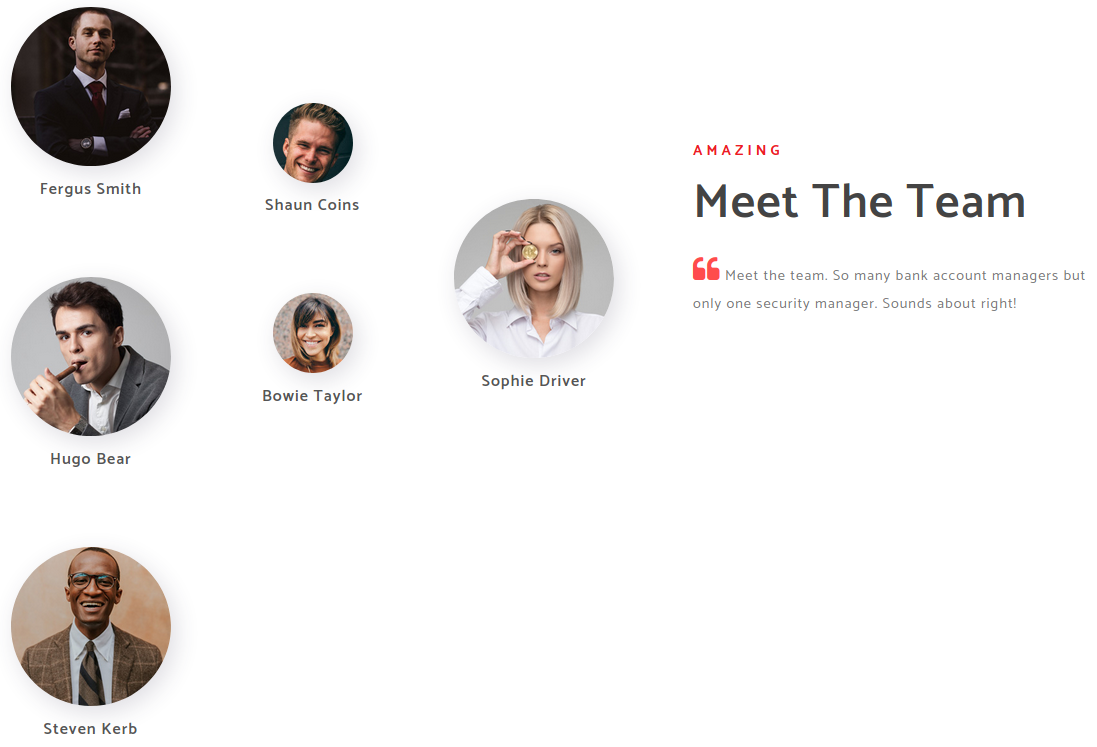 Fergus Smith
Hugo Bear
Steven Kerb
Shaun Coins
Bowie Taylor
Sophie Driver
AMAZING
Meet The Team
❝ Meet the team. So many bank account managers but
only one security manager. Sounds about right!